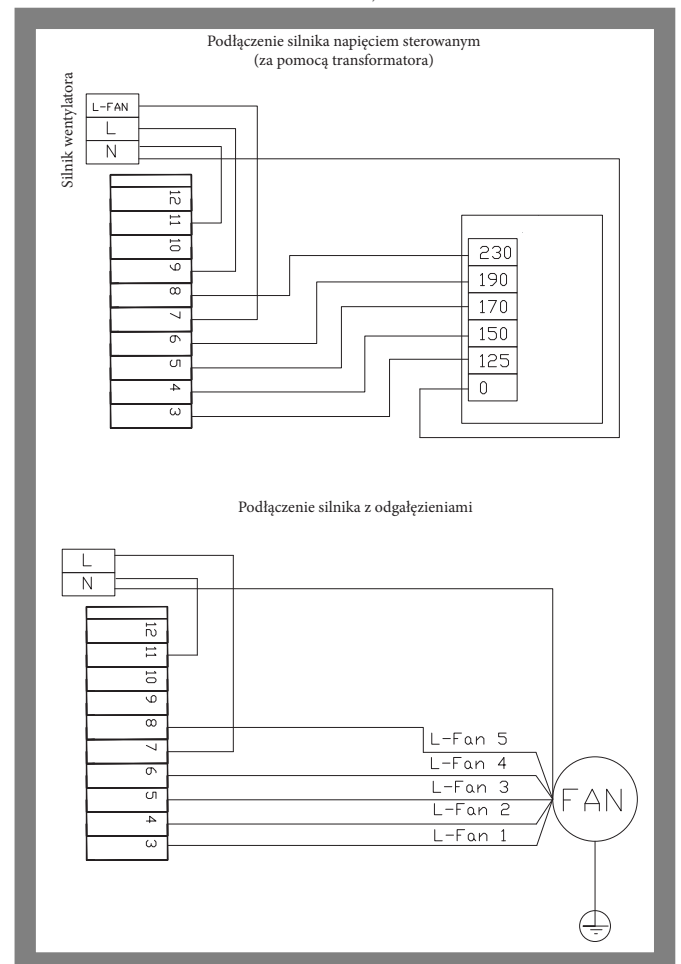 Podłączenie silnika napięciem sterowanym
(za pomocą transformatora)
Silnik wentylatora
L-FAN
L
N
12
11
10
9
8
7
6
5
4
3
230
190
170
150
125
0
Podłączenie silnika z odgałęzieniami
L
N
12
11
10
9
8
7
6
5
4
3
L-Fan 5
L-Fan 4
L-Fan 3
L-Fan 2
L-Fan 1
FAN